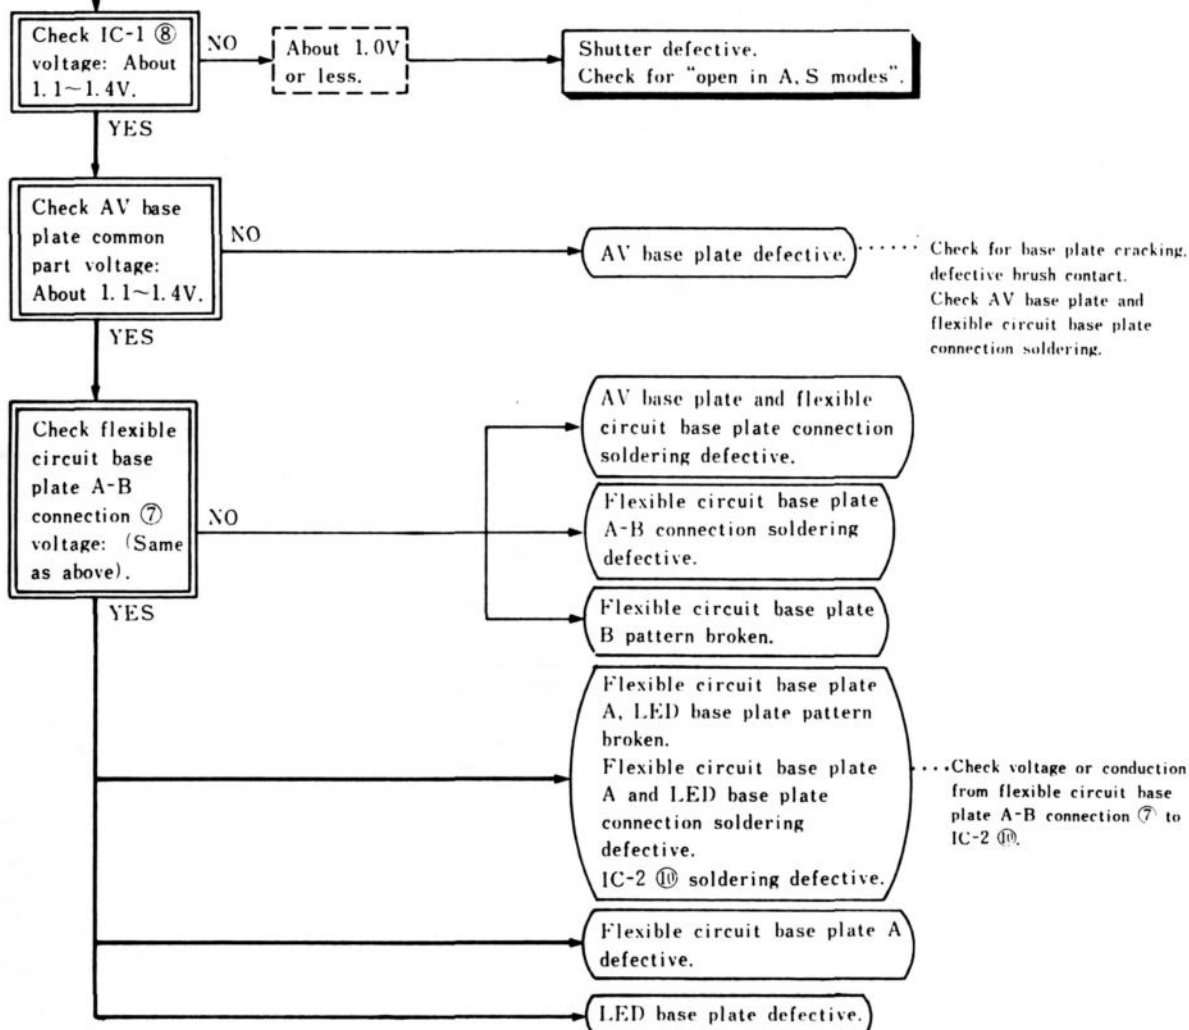 Check IC-1 ⑧
voltage: About
1.1~1.4V.
NO
About 1.0V
or less.
Shutter defective.
Check for "open in A, S modes".
YES
Check AV base
plate common
part voltage:
About 1.1~1.4V.
NO
AV base plate defective.
Check for base plate cracking,
defective brush contact.
Check AV base plate and
flexible circuit base plate
connection soldering.
YES
Check flexible
circuit base
plate A-B
connection ⑦
voltage: (Same
as above).
NO
AV base plate and flexible
circuit base plate connection
soldering defective.
Flexible circuit base plate
A-B connection soldering
defective.
Flexible circuit base plate
B pattern broken.
YES
Flexible circuit base plate
A, LED base plate pattern
broken.
Flexible circuit base plate
A and LED base plate
connection soldering
defective.
IC-2 ⑩ soldering defective.
Check voltage or conduction
from flexible circuit base
plate A-B connection ⑦ to
IC-2 ⑩.
Flexible circuit base plate A
defective.
LED base plate defective.